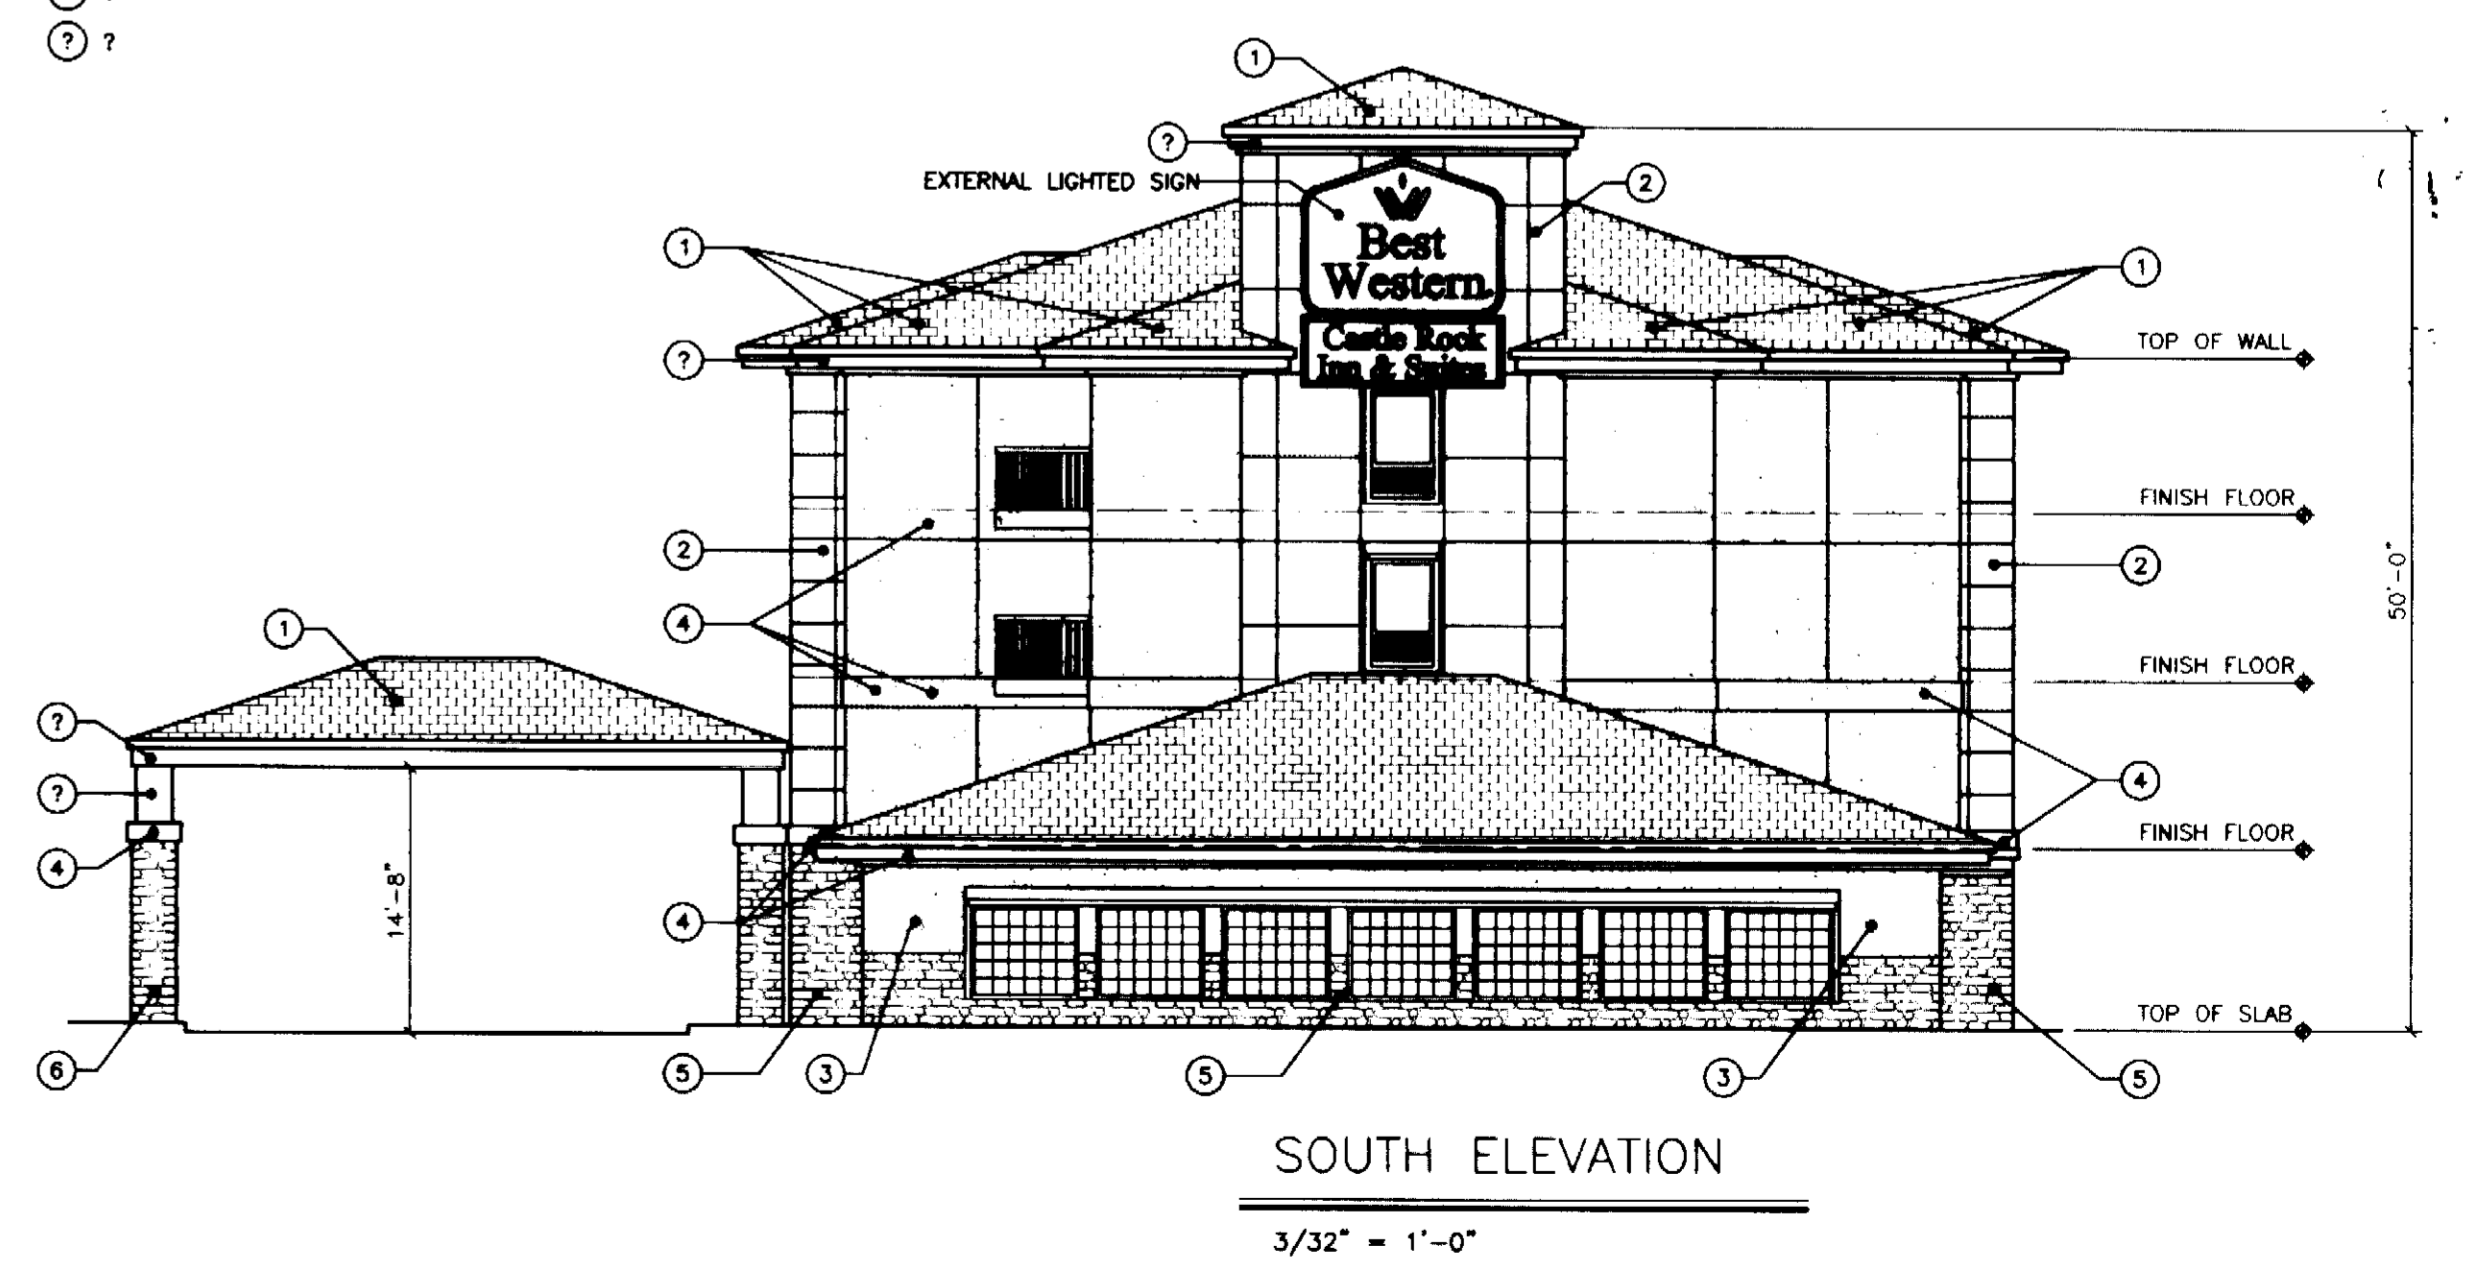 ? ?
1
?
EXTERNAL LIGHTED SIGN
2
Best
Western
1
1
Castle Rock
Inn & Suites
TOP OF WALL
?
FINISH FLOOR
2
2
50'-0"
4
1
FINISH FLOOR
?
?
4
FINISH FLOOR
4
14'-8"
4
TOP OF SLAB
6
5
3
5
3
5
SOUTH ELEVATION
3/32" = 1'-0"